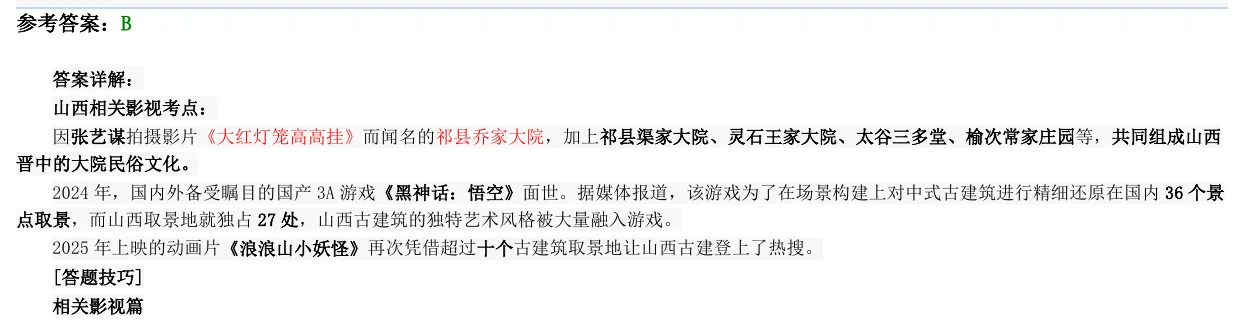 参考答案：B
答案详解：
山西相关影视考点：
因张艺谋拍摄影片《大红灯笼高高挂》而闻名的祁县乔家大院，加上祁县渠家大院、灵石王家大院、太谷三多堂、榆次常家庄园等，共同组成山西
晋中的大院民俗文化。
2024 年，国内外备受瞩目的国产 3A 游戏《黑神话：悟空》面世。据媒体报道，该游戏为了在场景构建上对中式古建筑进行精细还原在国内 36 个景
点取景，而山西取景地就独占 27 处，山西古建筑的独特艺术风格被大量融入游戏。
2025 年上映的动画片《浪浪山小妖怪》再次凭借超过十个古建筑取景地让山西古建登上了热搜。
[答题技巧]
相关影视篇